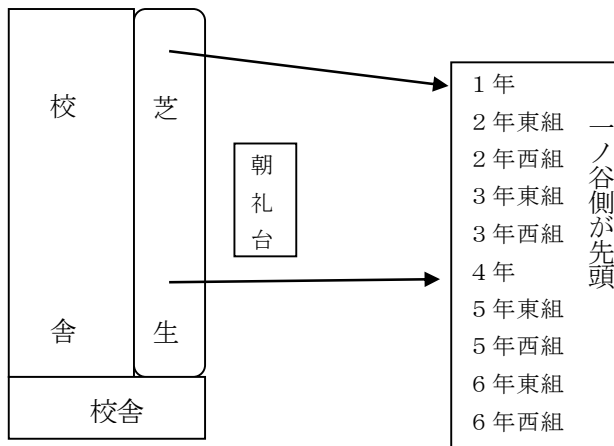 校舎
芝生
朝礼台
校舎
１年
２年東組
２年西組
３年東組
３年西組
４年
５年東組
５年西組
６年東組
６年西組
一ノ谷側が先頭